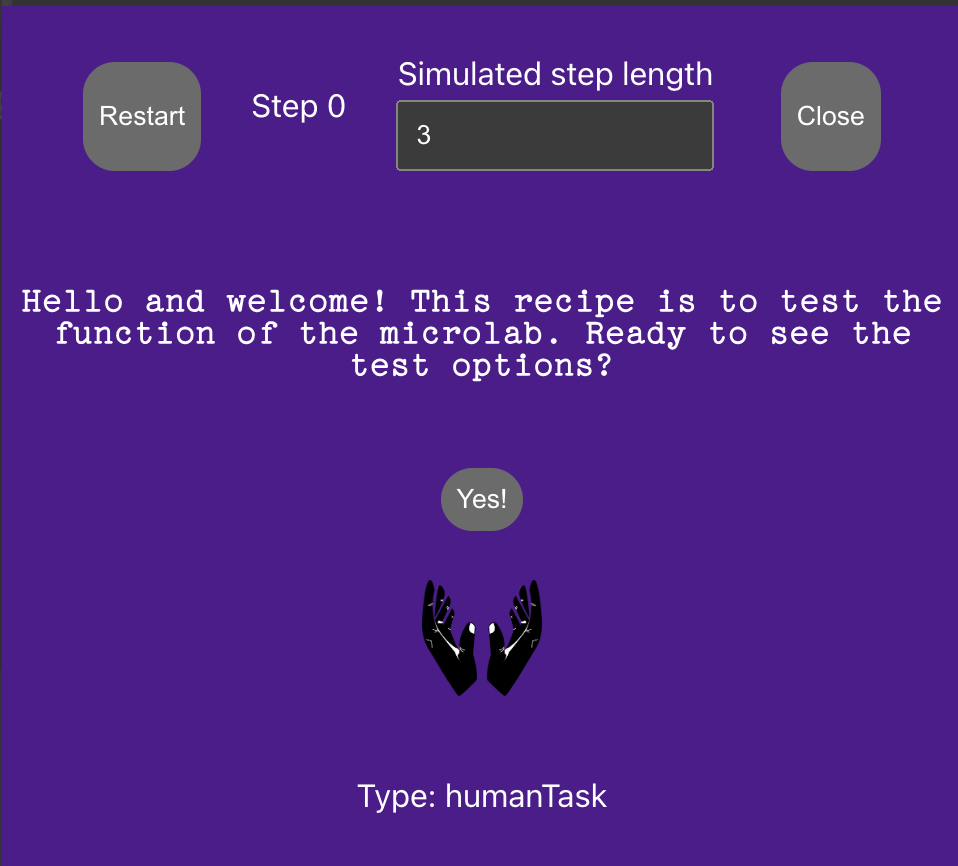 Restart
Step 0
Simulated step length
3
Close
Hello and welcome! This recipe is to test the
function of the microlab. Ready to see the
test options?
Yes!
Type: humanTask